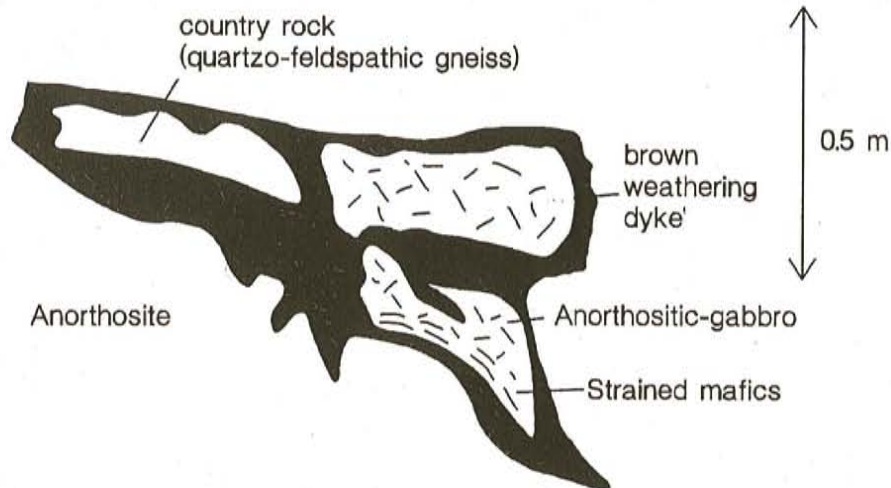 country rock
(quartzo-feldspathic gneiss)
0.5 m
brown
weathering
dyke'
Anorthosite
Anorthositic-gabbro
Strained mafics